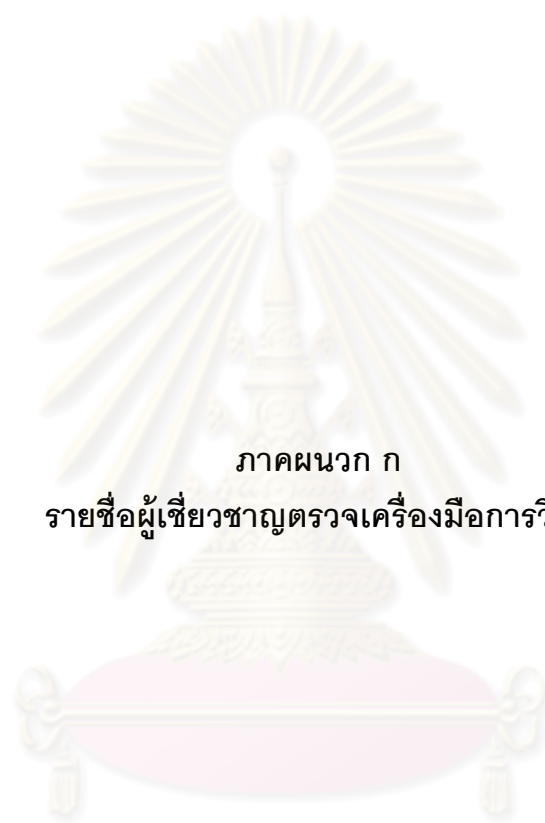 ภาคผนวก ก
รายชื่อผู้เชี่ยวชาญตรวจเครื่องมือการวิ